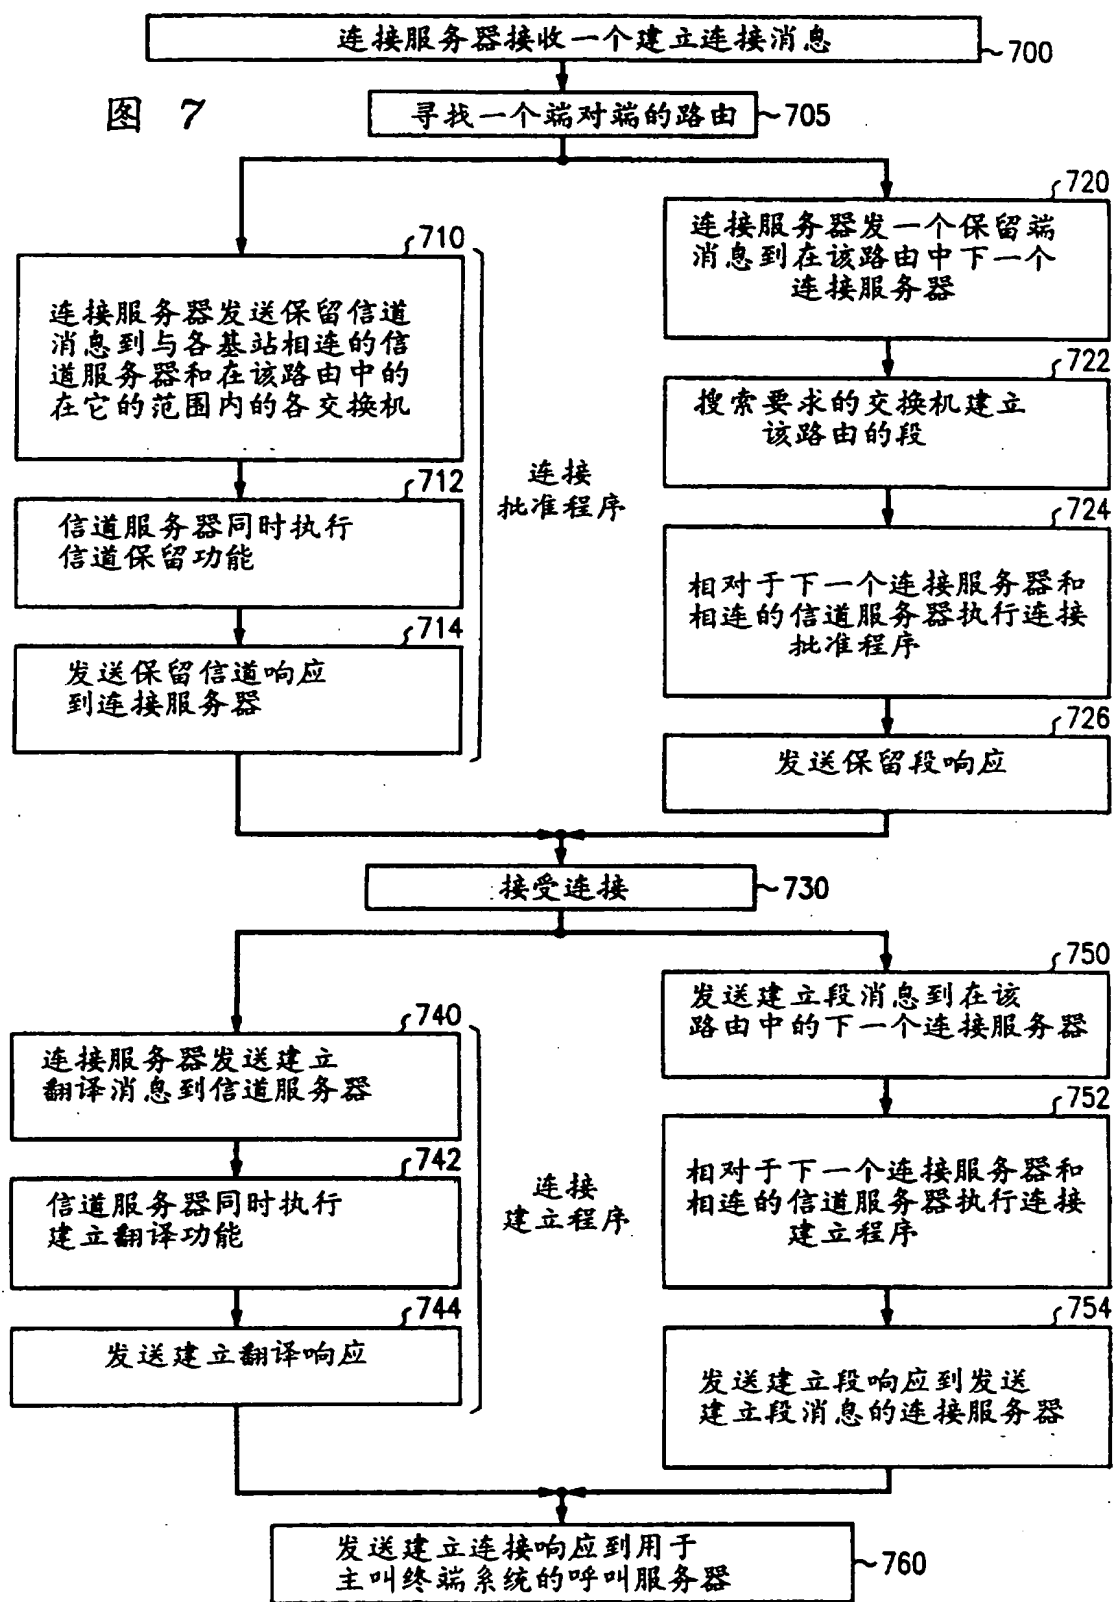 连接服务器接收一个建立连接消息
700
图 7
寻找一个端对端的路由
705
710
连接服务器发送保留信道
消息到与各基站相连的信
道服务器和在该路由中的
在它的范围内的各交换机
712
信道服务器同时执行
信道保留功能
714
发送保留信道响应
到连接服务器
连接
批准程序
720
连接服务器发一个保留端
消息到在该路由中下一个
连接服务器
722
搜索要求的交换机建立
该路由的段
724
相对于下一个连接服务器和
相连的信道服务器执行连接
批准程序
726
发送保留段响应
接受连接
730
740
连接服务器发送建立
翻译消息到信道服务器
742
信道服务器同时执行
建立翻译功能
744
发送建立翻译响应
连接
建立程序
750
发送建立段消息到在该
路由中的下一个连接服务器
752
相对于下一个连接服务器和
相连的信道服务器执行连接
建立程序
754
发送建立段响应到发送
建立段消息的连接服务器
发送建立连接响应到用于
主叫终端系统的呼叫服务器
760